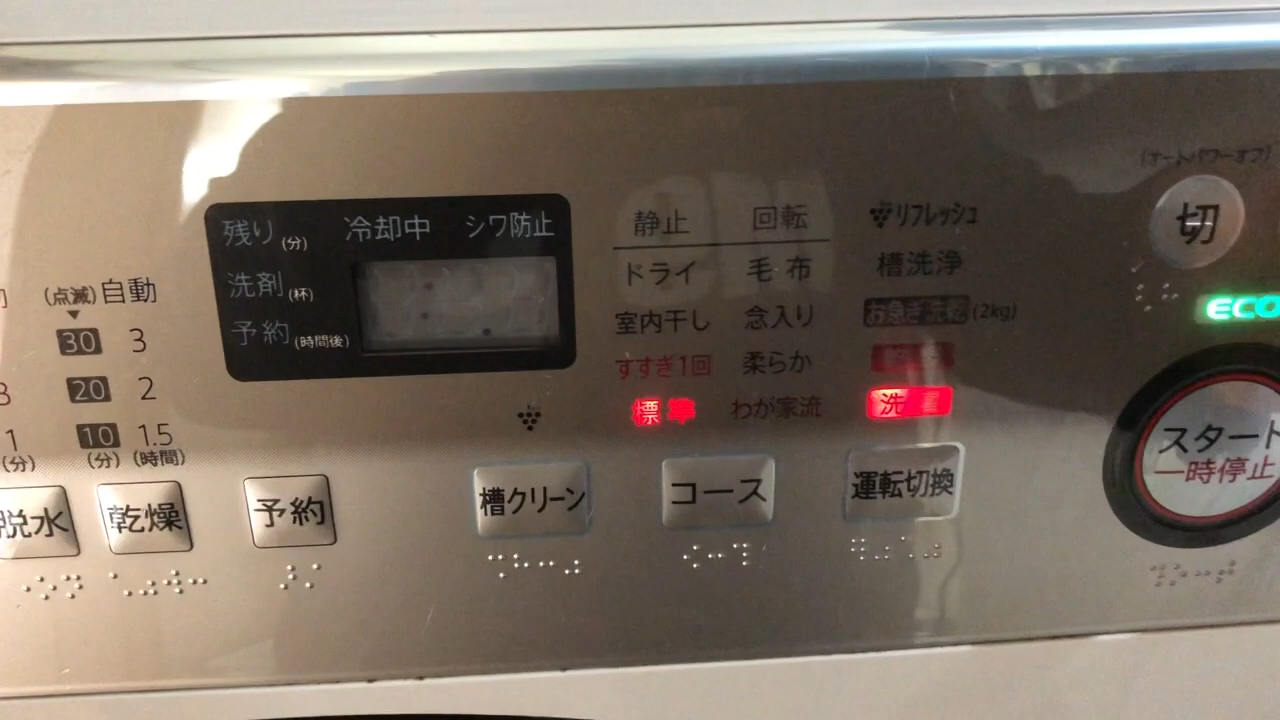 (オートパワーオフ)
切
ECO
残り(分) 冷却中 シワ防止
洗剤(杯)
予約(時間後)
静止 回転
ドライ 毛布
室内干し 念入り
すすぎ1回 柔らか
標準 わが家流
リフレッシュ
槽洗浄
お急ぎ洗乾(2kg)
洗濯
(点滅) 自動
30 3
20 2
10 1.5
(分) (時間)
8
1
(分)
脱水
乾燥
予約
槽クリーン
コース
運転切換
スタート
一時停止